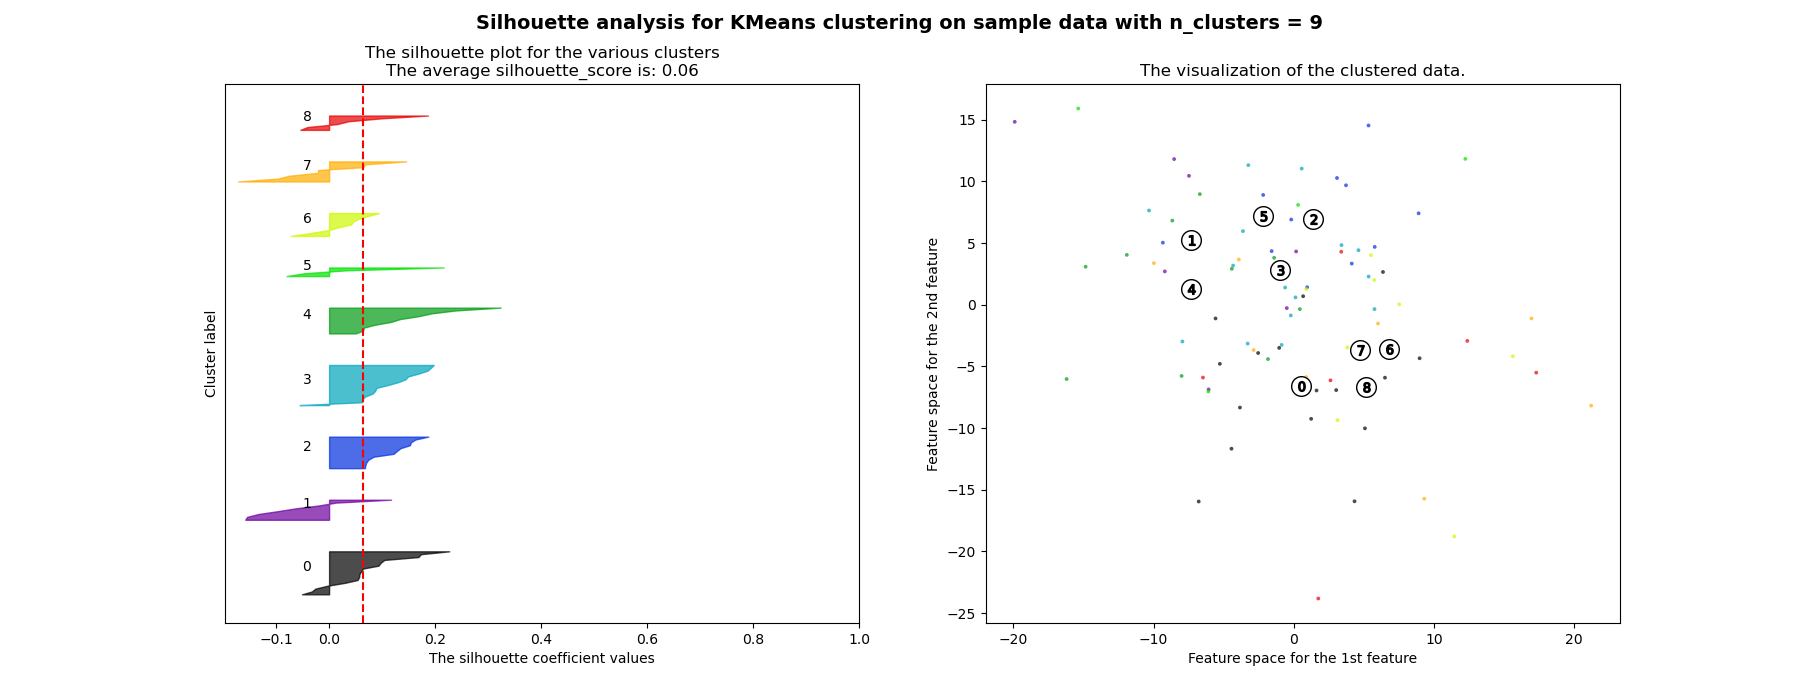 Silhouette analysis for KMeans clustering on sample data with n_clusters = 9
The silhouette plot for the various clusters
The average silhouette_score is: 0.06
Cluster label
8
7
6
5
4
3
2
1
0
−0.1 0.0 0.2 0.4 0.6 0.8 1.0
The silhouette coefficient values
The visualization of the clustered data.
Feature space for the 2nd feature
15
10
5
0
−5
−10
−15
−20
−25
5 2
1
3
4
7 6
0 8
−20 −10 0 10 20
Feature space for the 1st feature